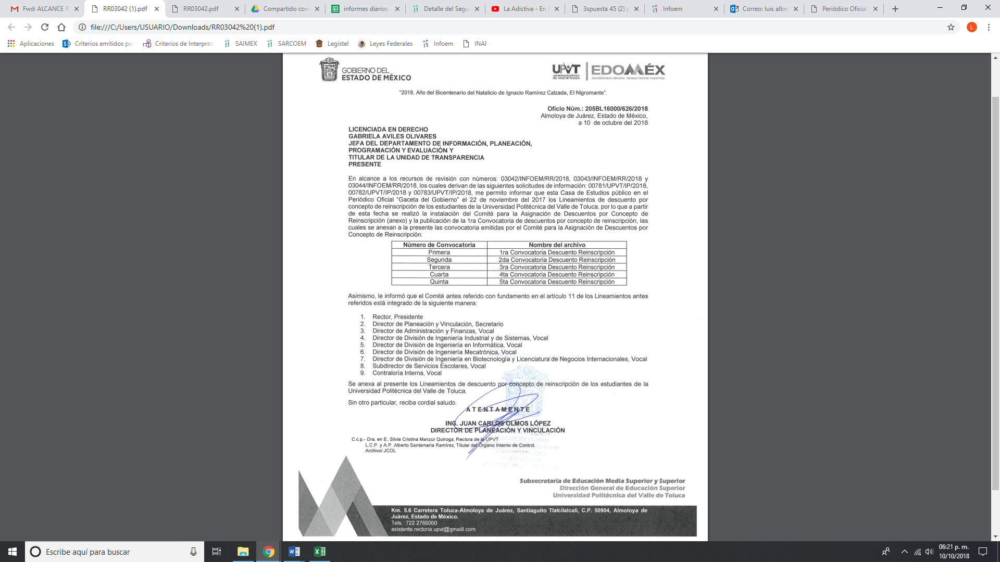 Fwd: ALCANCE R
RR03042 (1).pdf
RR03042.pdf
Compartido con
informes diarios
Detalle del Segu
La Adictiva - En P
3spuesta 45 (2).p
Infoem
Correo: luis albe
Periódico Oficial
file:///C:/Users/USUARIO/Downloads/RR03042%20(1).pdf
L
Aplicaciones
Criterios emitidos po
Criterios de Interpreta
SAIMEX
SARCOEM
Legistel
Leyes Federales
Infoem
INAI
GOBIERNO DEL
ESTADO DE MÉXICO
UPVT
UNIVERSIDAD POLITÉCNICA
DEL VALLE DE TOLUCA
EDOMÉX
DECISIONES FIRMES, RESULTADOS FUERTES.
"2018. Año del Bicentenario del Natalicio de Ignacio Ramírez Calzada, El Nigromante".
Oficio Núm.: 205BL16000/626/2018
Almoloya de Juárez, Estado de México,
a 10 de octubre del 2018
LICENCIADA EN DERECHO
GABRIELA AVILES OLIVARES
JEFA DEL DEPARTAMENTO DE INFORMACIÓN, PLANEACIÓN,
PROGRAMACIÓN Y EVALUACIÓN Y
TITULAR DE LA UNIDAD DE TRANSPARENCIA
PRESENTE
En alcance a los recursos de revisión con números: 03042/INFOEM/RR/2018, 03043/INFOEM/RR/2018 y
03044/INFOEM/RR/2018, los cuales derivan de las siguientes solicitudes de información: 00781/UPVT/IP/2018,
00782/UPVT/IP/2018 y 00783/UPVT/IP/2018, me permito informar que esta Casa de Estudios público en el
Periódico Oficial "Gaceta del Gobierno" el 22 de noviembre del 2017 los Lineamientos de descuento por
concepto de reinscripción de los estudiantes de la Universidad Politécnica del Valle de Toluca, por lo que a partir
de esta fecha se realizó la instalación del Comité para la Asignación de Descuentos por Concepto de
Reinscripción (anexo) y la publicación de la 1ra Convocatoria de descuentos por concepto de reinscripción, las
cuales se anexan a la presente las convocatoria emitidas por el Comité para la Asignación de Descuentos por
Concepto de Reinscripción:
Número de Convocatoria Nombre del archivo
Primera 1ra Convocatoria Descuento Reinscripción
Segunda 2da Convocatoria Descuento Reinscripción
Tercera 3ra Convocatoria Descuento Reinscripción
Cuarta 4ta Convocatoria Descuento Reinscripción
Quinta 5ta Convocatoria Descuento Reinscripción
Asimismo, le informó que el Comité antes referido con fundamento en el artículo 11 de los Lineamientos antes
referidos está integrado de la siguiente manera:
1. Rector, Presidente
2. Director de Planeación y Vinculación, Secretario
3. Director de Administración y Finanzas, Vocal
4. Director de División de Ingeniería Industrial y de Sistemas, Vocal
5. Director de División de Ingeniería en Informática, Vocal
6. Director de División de Ingeniería Mecatrónica, Vocal
7. Director de División de Ingeniería en Biotecnología y Licenciatura de Negocios Internacionales, Vocal
8. Subdirector de Servicios Escolares, Vocal
9. Contraloría Interna, Vocal
Se anexa al presente los Lineamientos de descuento por concepto de reinscripción de los estudiantes de la
Universidad Politécnica del Valle de Toluca.
Sin otro particular, reciba cordial saludo.
A T E N T A M E N T E
ING. JUAN CARLOS OLMOS LÓPEZ
DIRECTOR DE PLANEACIÓN Y VINCULACIÓN
C.c.p.- Dra. en E. Silvia Cristina Manzur Quiroga, Rectora de la UPVT
L.C.P. y A.P. Alberto Santamaría Ramírez, Titular del Órgano Interno de Control.
Archivo/ JCOL
Subsecretaría de Educación Media Superior y Superior
Dirección General de Educación Superior
Universidad Politécnica del Valle de Toluca
Km. 5.6 Carretera Toluca-Almoloya de Juárez, Santiaguito Tlalcilalcali, C.P. 50904, Almoloya de
Juárez, Estado de México.
Tels.: 722 2766060
asistente.rectoria.upvt@gmaill.com
Escribe aquí para buscar
06:21 p. m.
10/10/2018